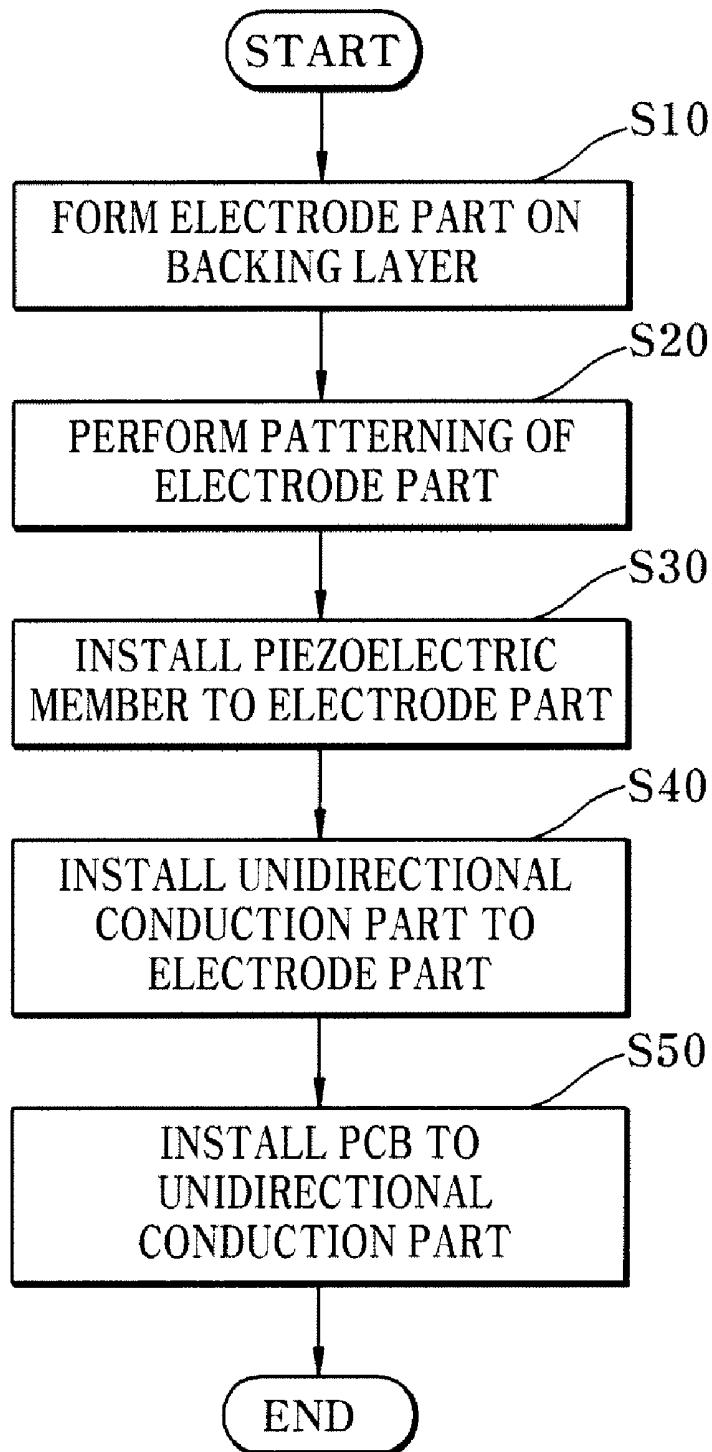 START
S10
FORM ELECTRODE PART ON
BACKING LAYER
S20
PERFORM PATTERNING OF
ELECTRODE PART
S30
INSTALL PIEZOELECTRIC
MEMBER TO ELECTRODE PART
S40
INSTALL UNIDIRECTIONAL
CONDUCTION PART TO
ELECTRODE PART
S50
INSTALL PCB TO
UNIDIRECTIONAL
CONDUCTION PART
END